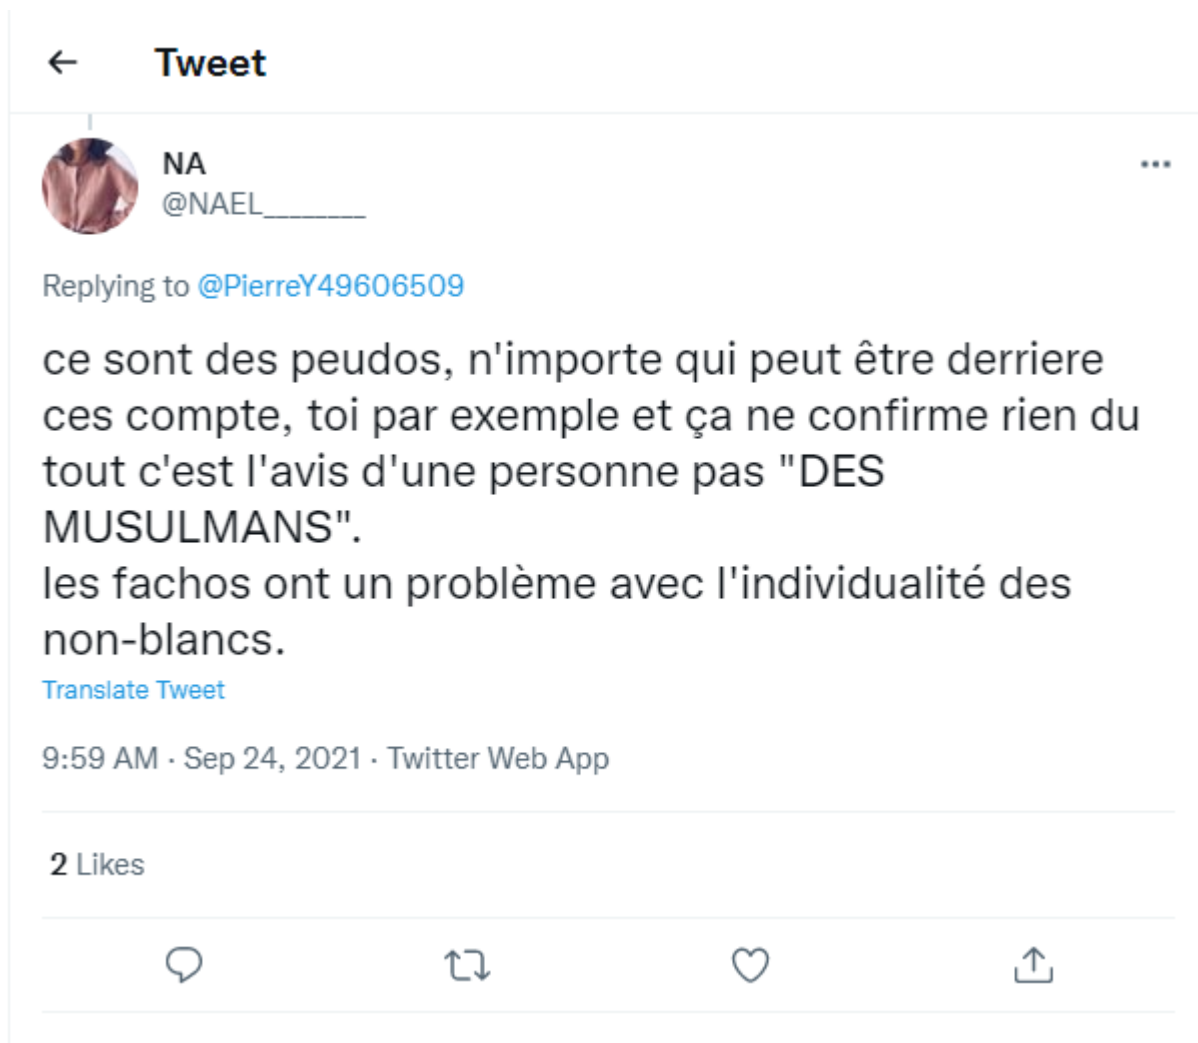 Tweet
NA
@NAEL________
Replying to @PierreY49606509
ce sont des peudos, n'importe qui peut être derriere
ces compte, toi par exemple et ça ne confirme rien du
tout c'est l'avis d'une personne pas "DES
MUSULMANS".
les fachos ont un problème avec l'individualité des
non-blancs.
Translate Tweet
9:59 AM · Sep 24, 2021 · Twitter Web App
2 Likes